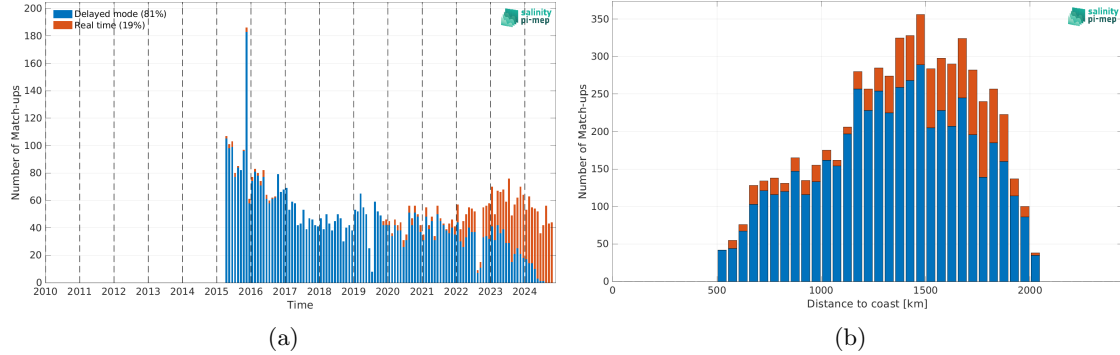 Delayed mode (81%)
Real time (19%)
salinity
pi-mep
Number of Match-ups
200
180
160
140
120
100
80
60
40
20
0
2010 2011 2012 2013 2014 2015 2016 2017 2018 2019 2020 2021 2022 2023 2024
Time
(a)
salinity
pi-mep
Number of Match-ups
350
300
250
200
150
100
50
0
0 500 1000 1500 2000
Distance to coast [km]
(b)